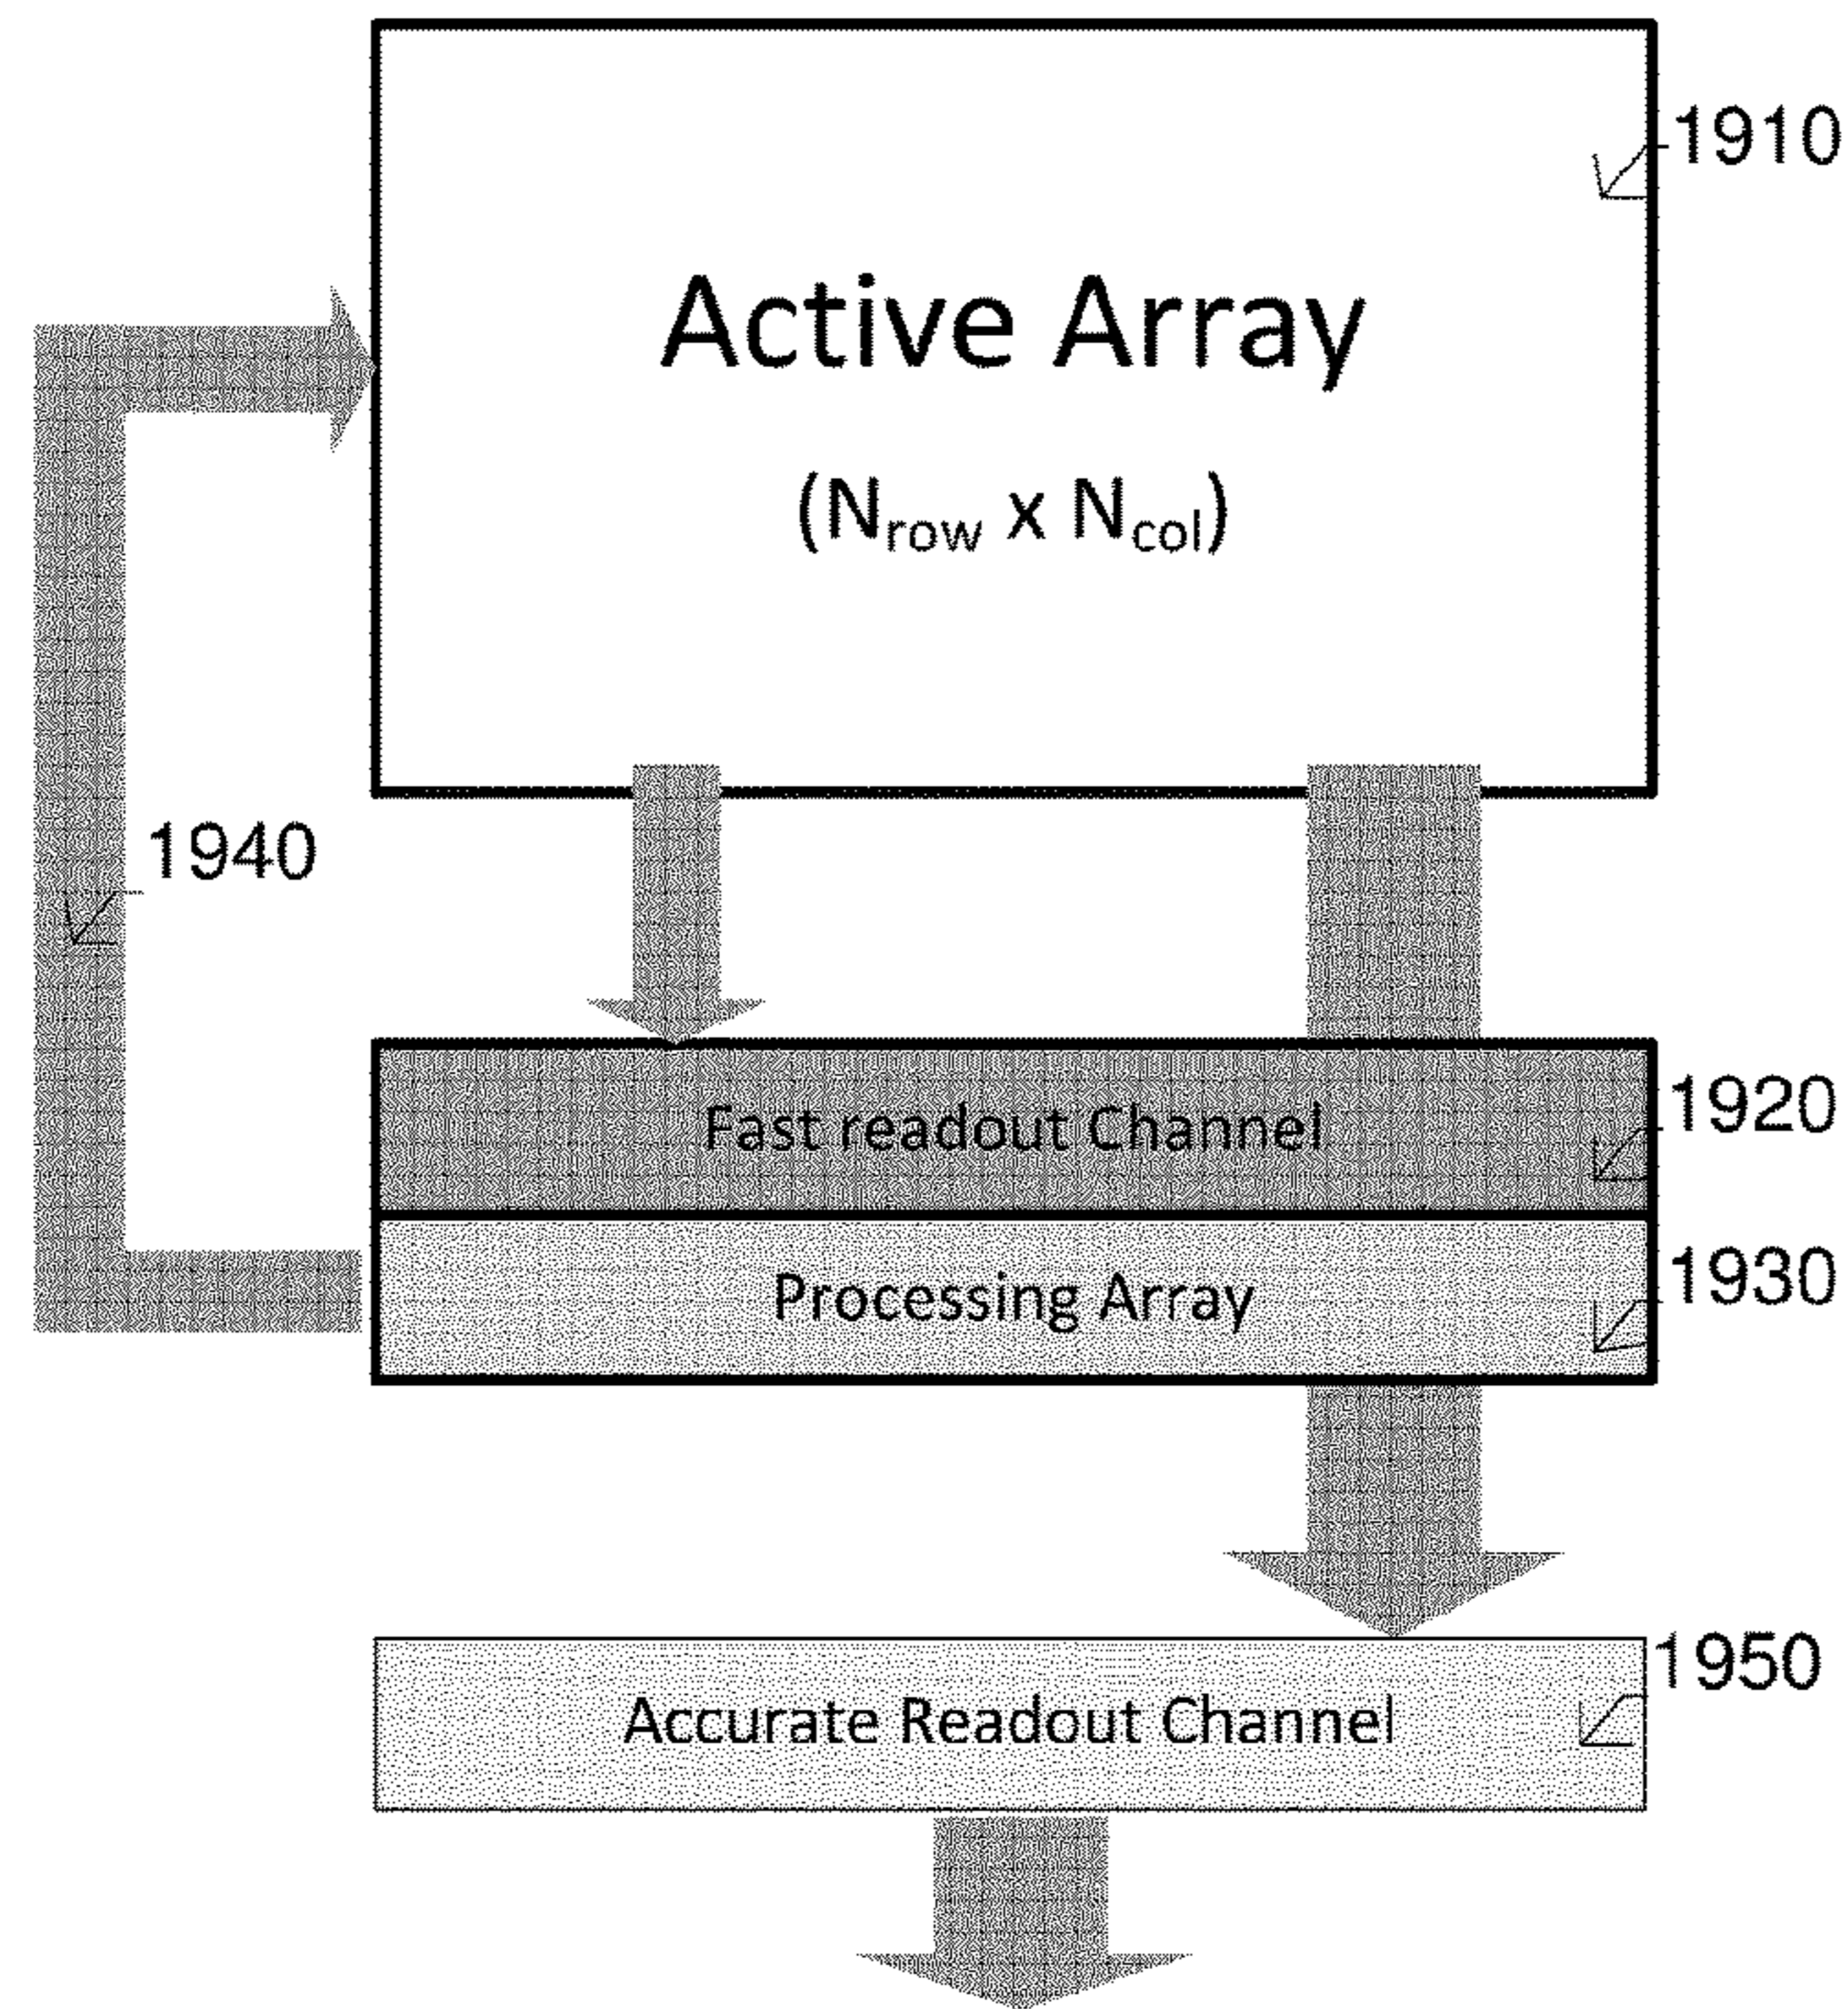 1910
Active Array
(Nrow x Ncol)
1940
1920
Fast readout Channel
1930
Processing Array
1950
Accurate Readout Channel